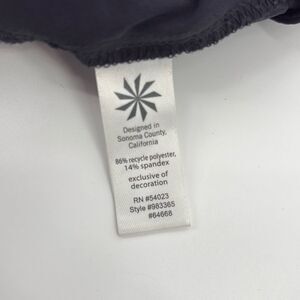 Designed in
Sonoma County,
California
86% recycle polyester,
14% spandex
exclusive of
decoration
RN #54023
Style #983365
#64668